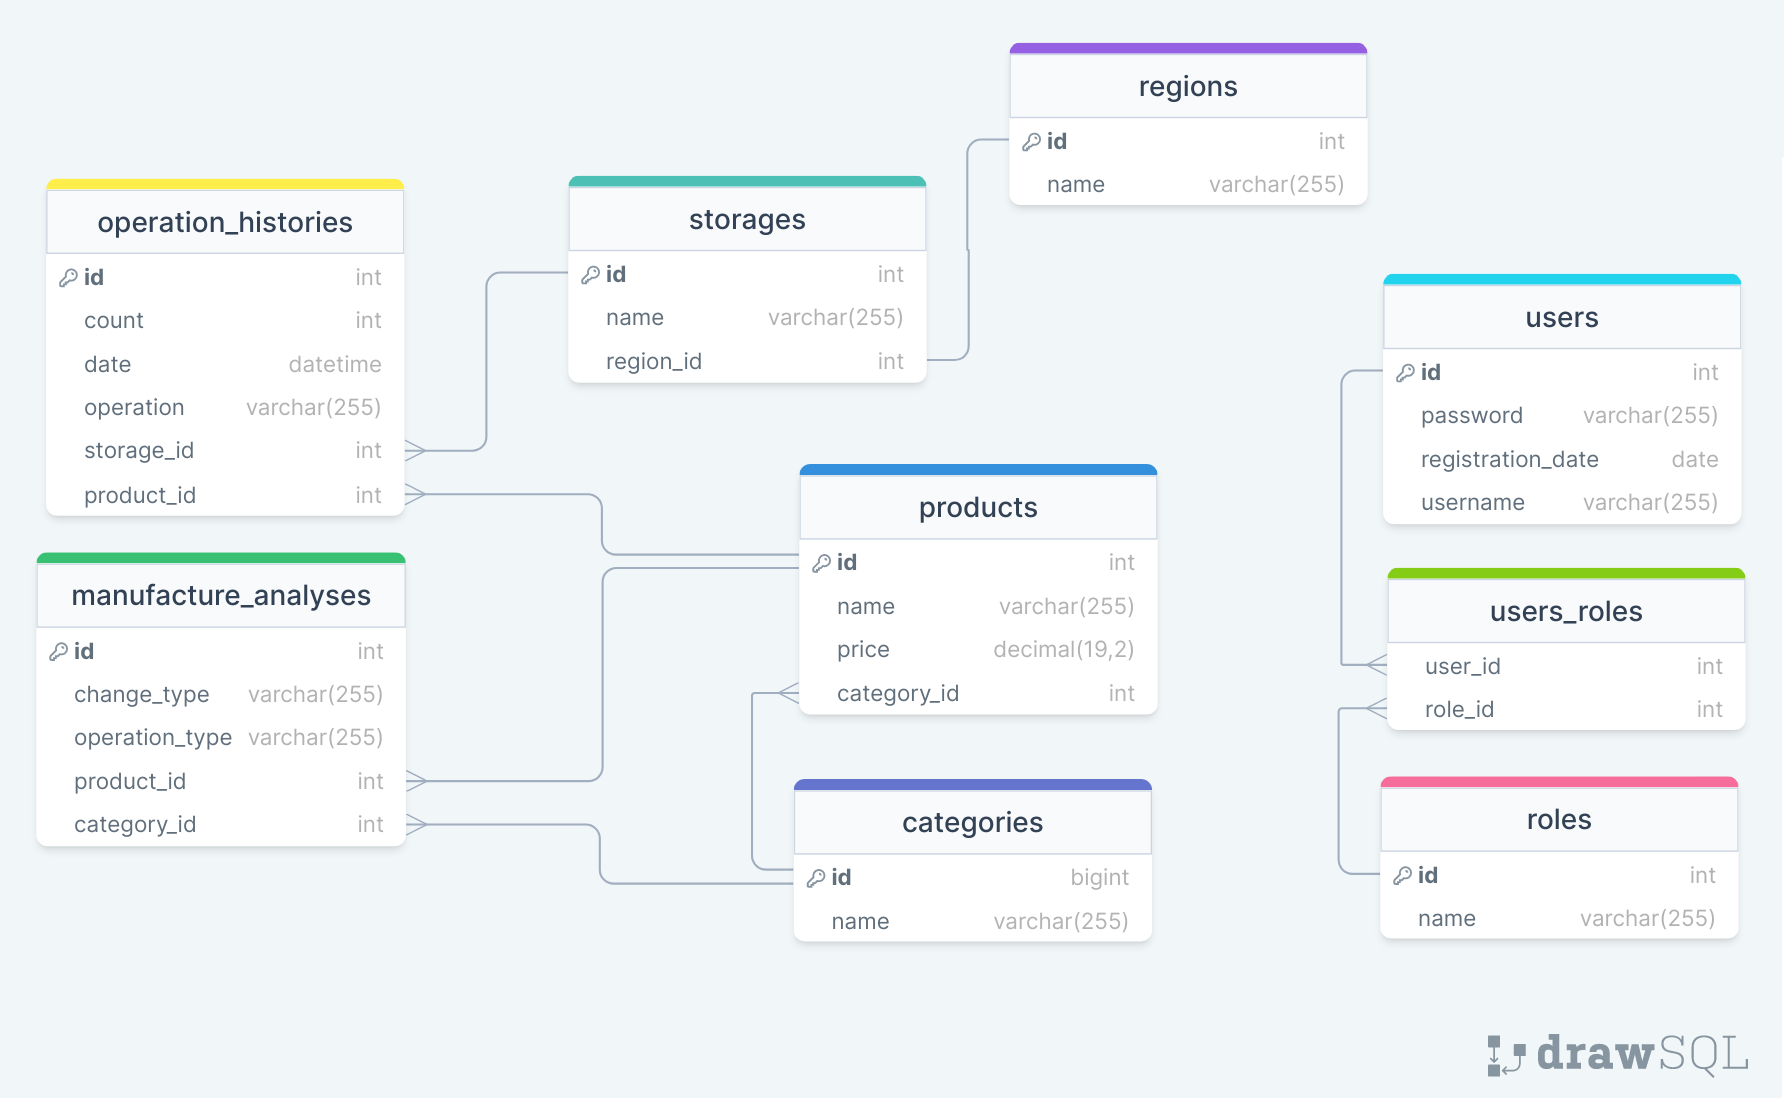 regions
id int
name varchar(255)
operation_histories
id int
count int
date datetime
operation varchar(255)
storage_id int
product_id int
storages
id int
name varchar(255)
region_id int
users
id int
password varchar(255)
registration_date date
username varchar(255)
products
id int
name varchar(255)
price decimal(19,2)
category_id int
manufacture_analyses
id int
change_type varchar(255)
operation_type varchar(255)
product_id int
category_id int
users_roles
user_id int
role_id int
categories
id bigint
name varchar(255)
roles
id int
name varchar(255)
drawSQL